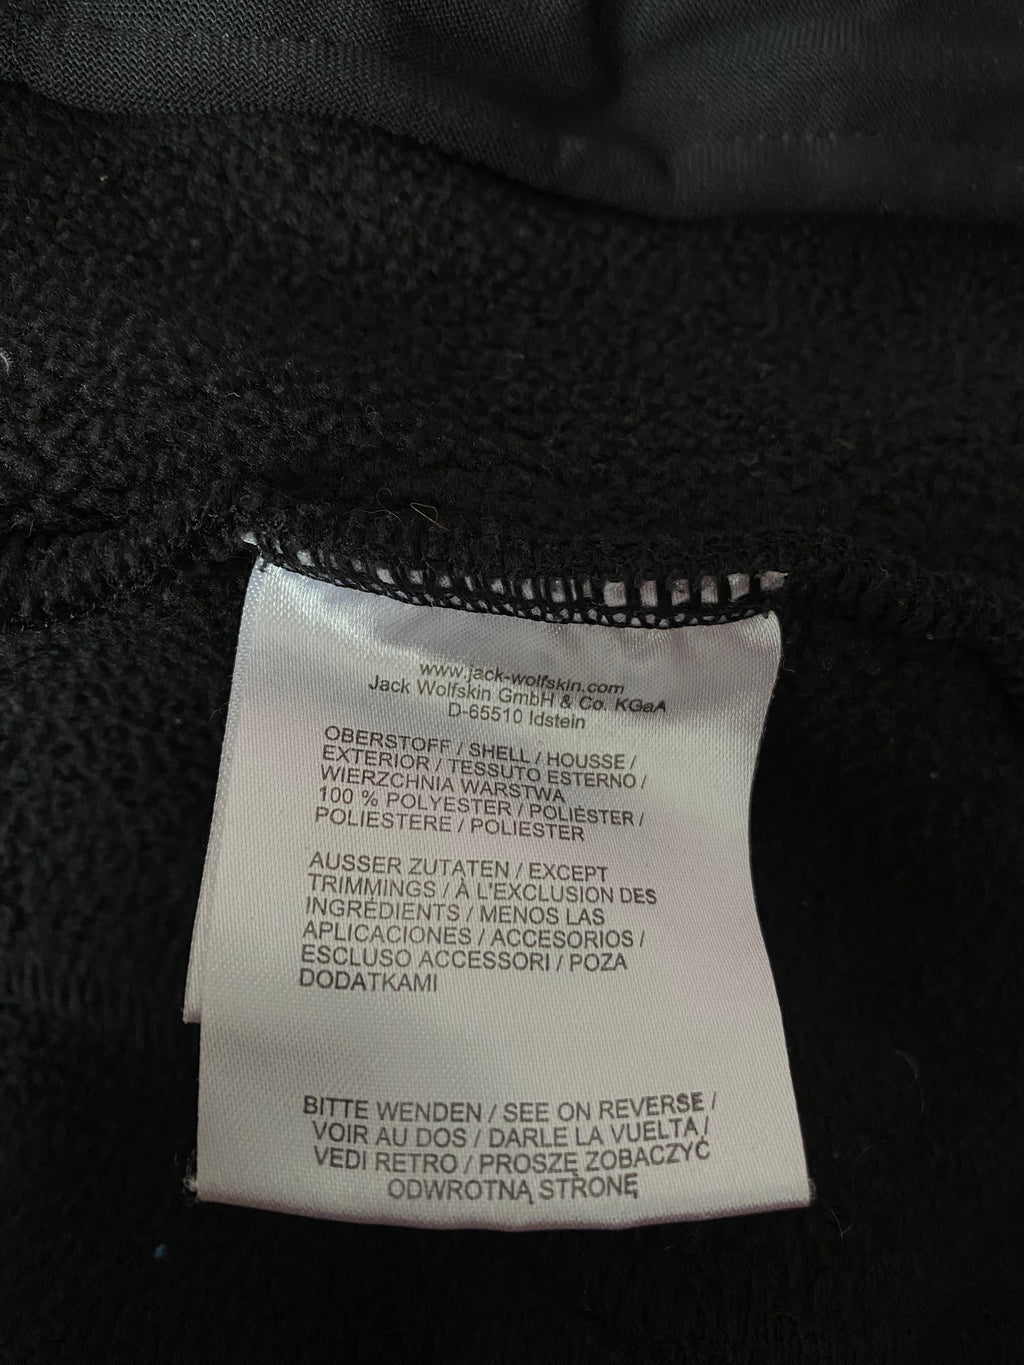 www.jack-wolfskin.com
Jack Wolfskin GmbH & Co. KGaA
D-65510 Idstein
OBERSTOFF / SHELL / HOUSSE /
EXTERIOR / TESSUTO ESTERNO /
WIERZCHNIA WARSTWA
100 % POLYESTER / POLIÉSTER /
POLIESTERE / POLIESTER
AUSSER ZUTATEN / EXCEPT
TRIMMINGS / À L'EXCLUSION DES
INGRÉDIENTS / MENOS LAS
APLICACIONES / ACCESORIOS /
ESCLUSO ACCESSORI / POZA
DODATKAMI
BITTE WENDEN / SEE ON REVERSE /
VOIR AU DOS / DARLE LA VUELTA /
VEDI RETRO / PROSZĘ ZOBACZYĆ
ODWROTNĄ STRONĘ